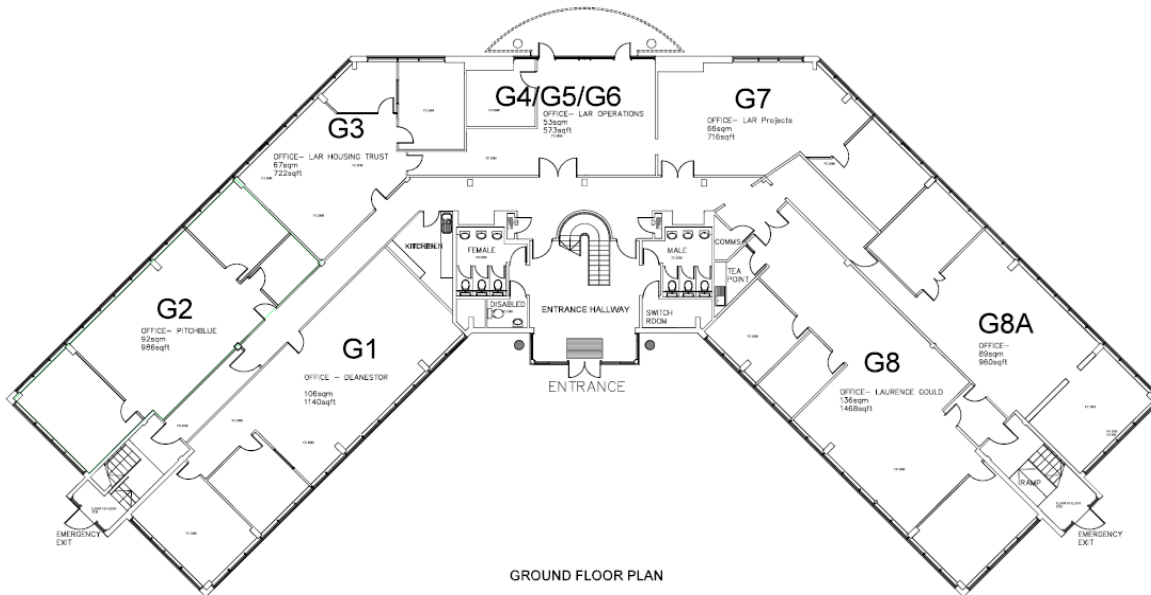 G4/G5/G6
OFFICE- LAR OPERATIONS
53sqm
573sqft
G7
OFFICE- LAR Projects
66sqm
716sqft
G3
OFFICE- LAR HOUSING TRUST
67sqm
722sqft
FEMALE
MALE
COMMS
TEA
POINT
DISABLED
ENTRANCE HALLWAY
SWITCH
ROOM
ENTRANCE
G2
OFFICE- PITCHBLUE
92sqm
986sqft
G1
OFFICE - DEANESTOR
106sqm
1140sqft
G8A
OFFICE-
89sqm
960sqft
G8
OFFICE- LAURENCE GOULD
136sqm
1468sqft
RAMP
EMERGENCY
EXIT
EMERGENCY
EXIT
GROUND FLOOR PLAN